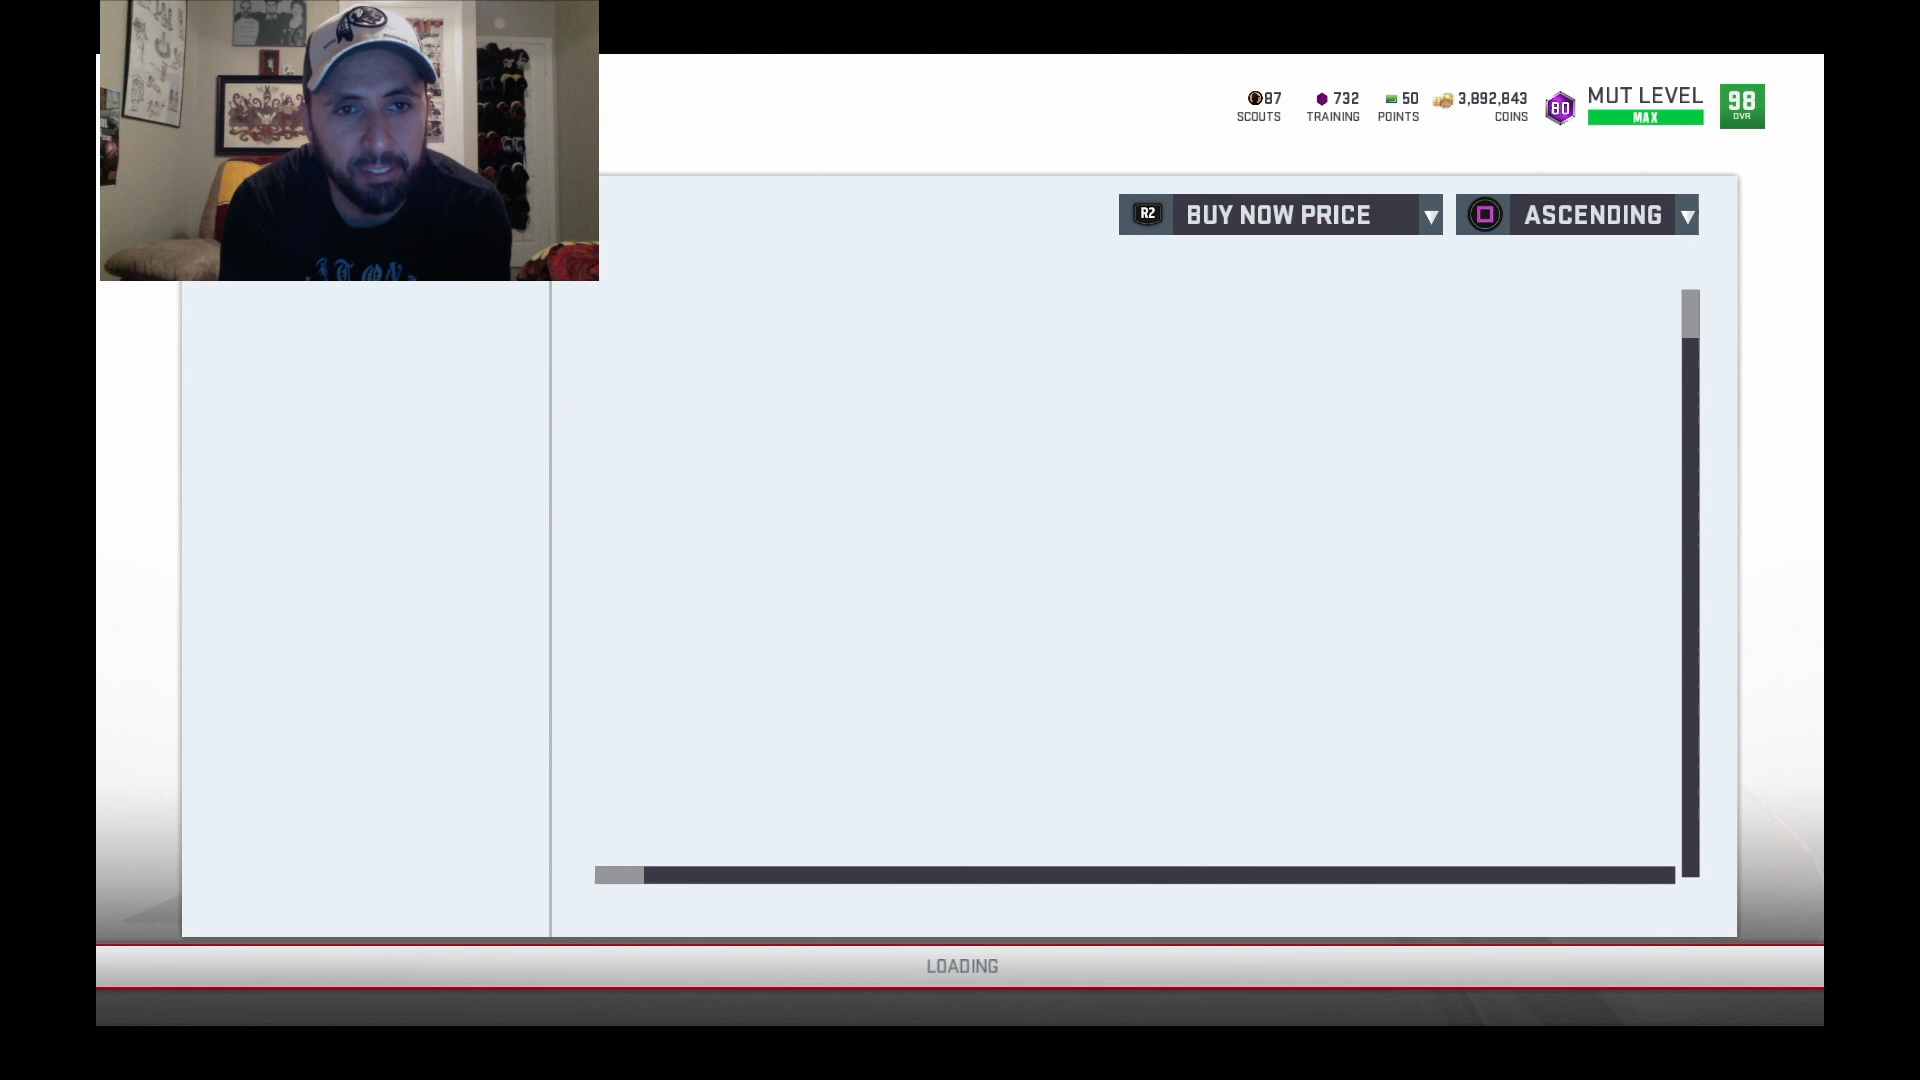 87
SCOUTS
732
TRAINING
50
POINTS
3,892,843
COINS
80
MUT LEVEL
MAX
98
OVR
R2
BUY NOW PRICE
ASCENDING
LOADING